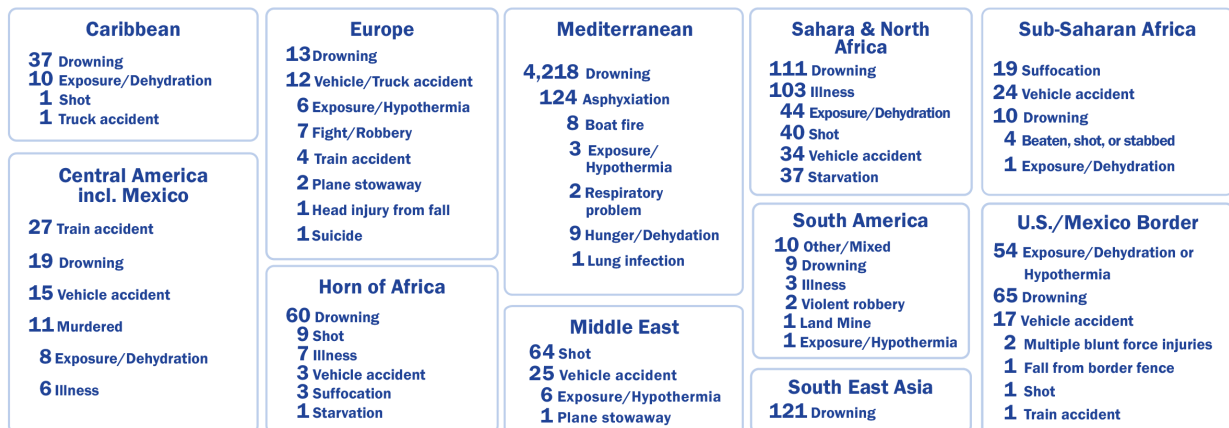 Caribbean
37 Drowning
10 Exposure/Dehydration
1 Shot
1 Truck accident
Central America
incl. Mexico
27 Train accident
19 Drowning
15 Vehicle accident
11 Murdered
8 Exposure/Dehydration
6 Illness
Europe
13 Drowning
12 Vehicle/Truck accident
6 Exposure/Hypothermia
7 Fight/Robbery
4 Train accident
2 Plane stowaway
1 Head injury from fall
1 Suicide
Horn of Africa
60 Drowning
9 Shot
7 Illness
3 Vehicle accident
3 Suffocation
1 Starvation
Mediterranean
4,218 Drowning
124 Asphyxiation
8 Boat fire
3 Exposure/
Hypothermia
2 Respiratory
problem
9 Hunger/Dehydation
1 Lung infection
Middle East
64 Shot
25 Vehicle accident
6 Exposure/Hypothermia
1 Plane stowaway
Sahara & North
Africa
111 Drowning
103 Illness
44 Exposure/Dehydration
40 Shot
34 Vehicle accident
37 Starvation
South America
10 Other/Mixed
9 Drowning
3 Illness
2 Violent robbery
1 Land Mine
1 Exposure/Hypothermia
South East Asia
121 Drowning
Sub-Saharan Africa
19 Suffocation
24 Vehicle accident
10 Drowning
4 Beaten, shot, or stabbed
1 Exposure/Dehydration
U.S./Mexico Border
54 Exposure/Dehydration or
Hypothermia
65 Drowning
17 Vehicle accident
2 Multiple blunt force injuries
1 Fall from border fence
1 Shot
1 Train accident